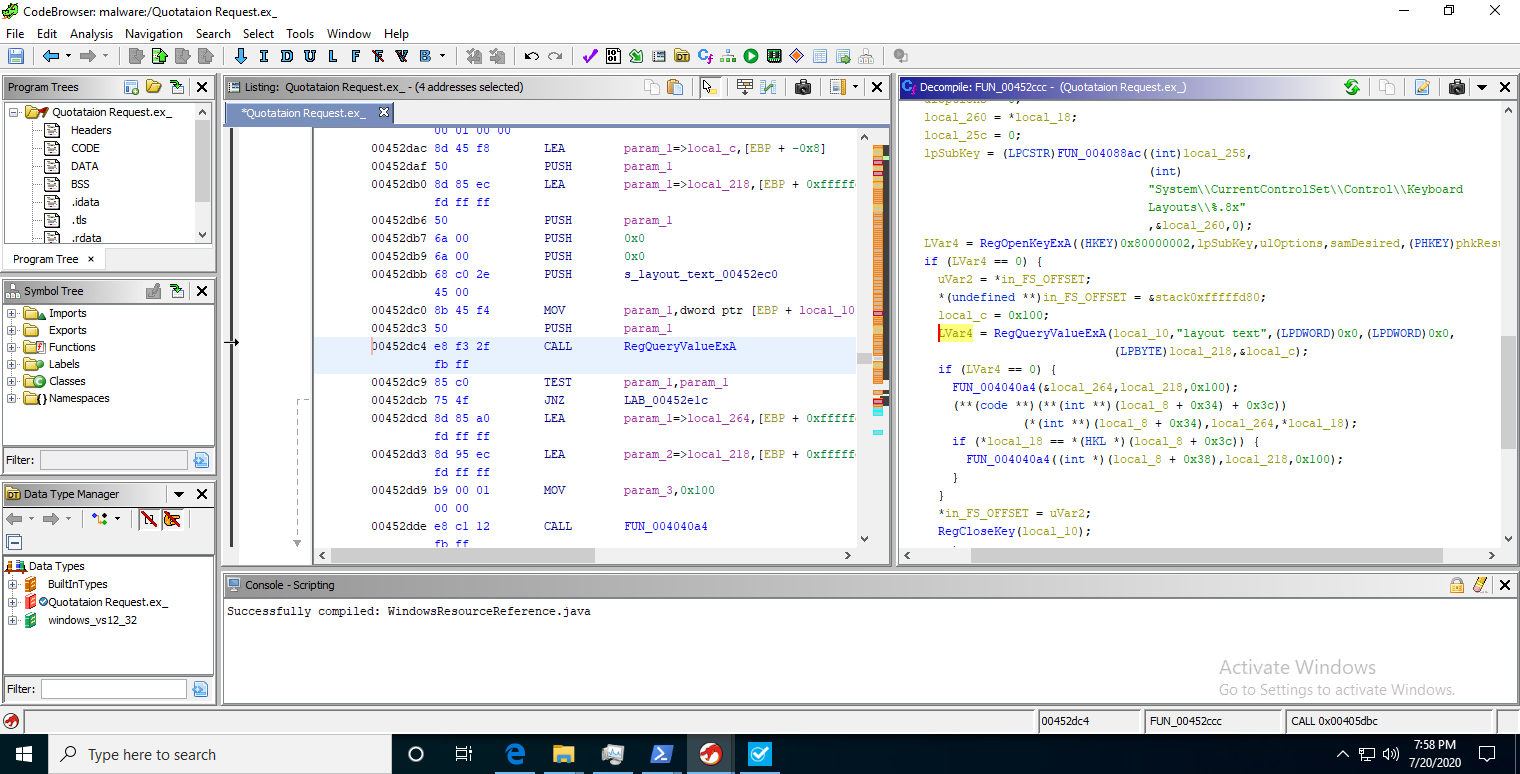 CodeBrowser: malware:/Quotataion Request.ex_
File Edit Analysis Navigation Search Select Tools Window Help
I D U L F R V B
Program Trees
Quotataion Request.ex_
Headers
CODE
DATA
BSS
.idata
.tls
.rdata
Program Tree ×
Symbol Tree
Imports
Exports
Functions
Labels
Classes
Namespaces
Filter:
Data Type Manager
Data Types
BuiltInTypes
Quotataion Request.ex_
windows_vs12_32
Filter:
Listing: Quotataion Request.ex_ - (4 addresses selected)
*Quotataion Request.ex_
00 01 00 00
00452dac 8d 45 f8 LEA param_1=>local_c,[EBP + -0x8]
00452daf 50 PUSH param_1
00452db0 8d 85 ec LEA param_1=>local_218,[EBP + 0xfffff
fd ff ff
00452db6 50 PUSH param_1
00452db7 6a 00 PUSH 0x0
00452db9 6a 00 PUSH 0x0
00452dbb 68 c0 2e PUSH s_layout_text_00452ec0
45 00
00452dc0 8b 45 f4 MOV param_1,dword ptr [EBP + local_10
00452dc3 50 PUSH param_1
00452dc4 e8 f3 2f CALL RegQueryValueExA
fb ff
00452dc9 85 c0 TEST param_1,param_1
00452dcb 75 4f JNZ LAB_00452e1c
00452dcd 8d 85 a0 LEA param_1=>local_264,[EBP + 0xfffff
fd ff ff
00452dd3 8d 95 ec LEA param_2=>local_218,[EBP + 0xfffff
fd ff ff
00452dd9 b9 00 01 MOV param_3,0x100
00 00
00452dde e8 c1 12 CALL FUN_004040a4
fb ff
Decompile: FUN_00452ccc - (Quotataion Request.ex_)
local_260 = *local_18;
local_25c = 0;
lpSubKey = (LPCSTR)FUN_004088ac((int)local_258,
(int)
"System\\CurrentControlSet\\Control\\Keyboard
Layouts\\%.8x"
,&local_260,0);
LVar4 = RegOpenKeyExA((HKEY)0x80000002,lpSubKey,ulOptions,samDesired,(PHKEY)phkResu
if (LVar4 == 0) {
uVar2 = *in_FS_OFFSET;
*(undefined **)in_FS_OFFSET = &stack0xfffffd80;
local_c = 0x100;
LVar4 = RegQueryValueExA(local_10,"layout text",(LPDWORD)0x0,(LPDWORD)0x0,
(LPBYTE)local_218,&local_c);
if (LVar4 == 0) {
FUN_004040a4(&local_264,local_218,0x100);
(**(code **)(**(int **)(local_8 + 0x34) + 0x3c))
(*(int **)(local_8 + 0x34),local_264,*local_18);
if (*local_18 == *(HKL *)(local_8 + 0x3c)) {
FUN_004040a4((int *)(local_8 + 0x38),local_218,0x100);
}
}
*in_FS_OFFSET = uVar2;
RegCloseKey(local_10);
Console - Scripting
Successfully compiled: WindowsResourceReference.java
Activate Windows
Go to Settings to activate Windows.
00452dc4 FUN_00452ccc CALL 0x00405dbc
Type here to search
7:58 PM
7/20/2020